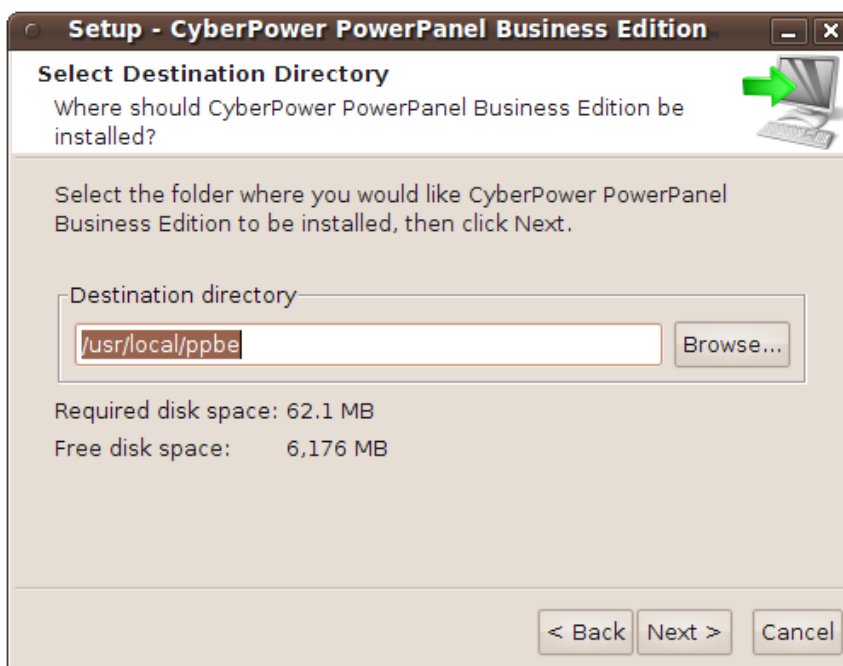 Setup - CyberPower PowerPanel Business Edition
Select Destination Directory
Where should CyberPower PowerPanel Business Edition be
installed?
Select the folder where you would like CyberPower PowerPanel
Business Edition to be installed, then click Next.
Destination directory
/usr/local/ppbe
Browse...
Required disk space: 62.1 MB
Free disk space: 6,176 MB
< Back Next > Cancel